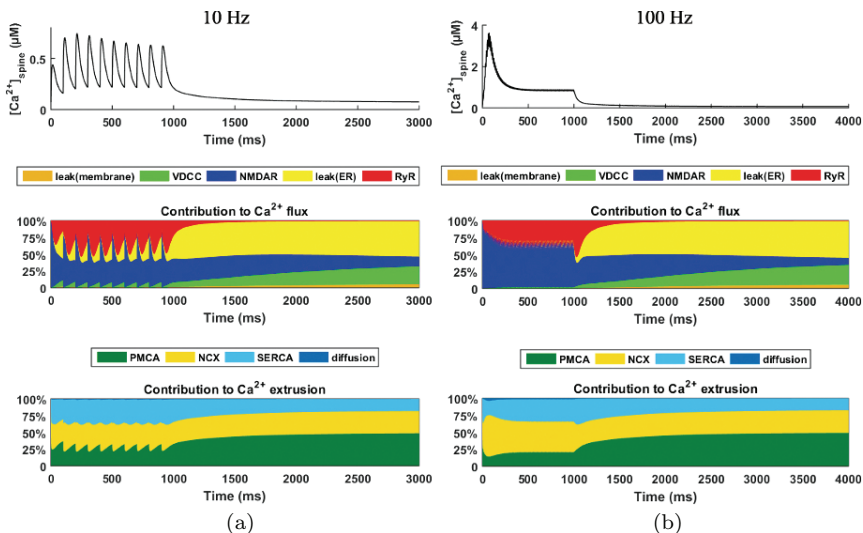 10 Hz
[Ca2+]spine (µM)
0.5
0
0 500 1000 1500 2000 2500 3000
Time (ms)
leak(membrane) VDCC NMDAR leak(ER) RyR
Contribution to Ca2+ flux
100%
75%
50%
25%
0
0 500 1000 1500 2000 2500 3000
Time (ms)
PMCA NCX SERCA diffusion
Contribution to Ca2+ extrusion
100%
75%
50%
25%
0
0 500 1000 1500 2000 2500 3000
Time (ms)
(a)
100 Hz
[Ca2+]spine (µM)
4
2
0
0 500 1000 1500 2000 2500 3000 3500 4000
Time (ms)
leak(membrane) VDCC NMDAR leak(ER) RyR
Contribution to Ca2+ flux
100%
75%
50%
25%
0
0 500 1000 1500 2000 2500 3000 3500 4000
Time (ms)
PMCA NCX SERCA diffusion
Contribution to Ca2+ extrusion
100%
75%
50%
25%
0
0 500 1000 1500 2000 2500 3000 3500 4000
Time (ms)
(b)